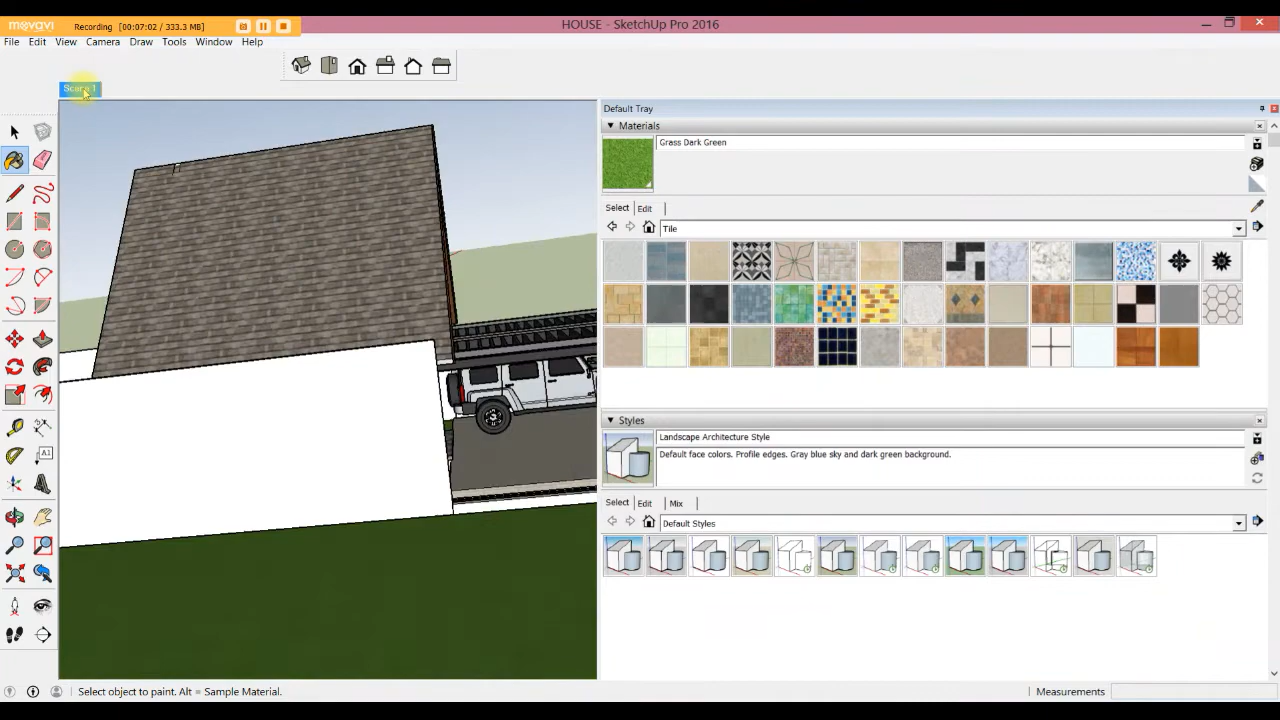 movavi
Recording [00:07:02 / 333.3 MB]
HOUSE - SketchUp Pro 2016
File Edit View Camera Draw Tools Window Help
Scene 1
Default Tray
Materials
Grass Dark Green
Select Edit
Tile
Styles
Landscape Architecture Style
Default face colors. Profile edges. Gray blue sky and dark green background.
Select Edit Mix
Default Styles
A1
Select object to paint. Alt = Sample Material.
Measurements